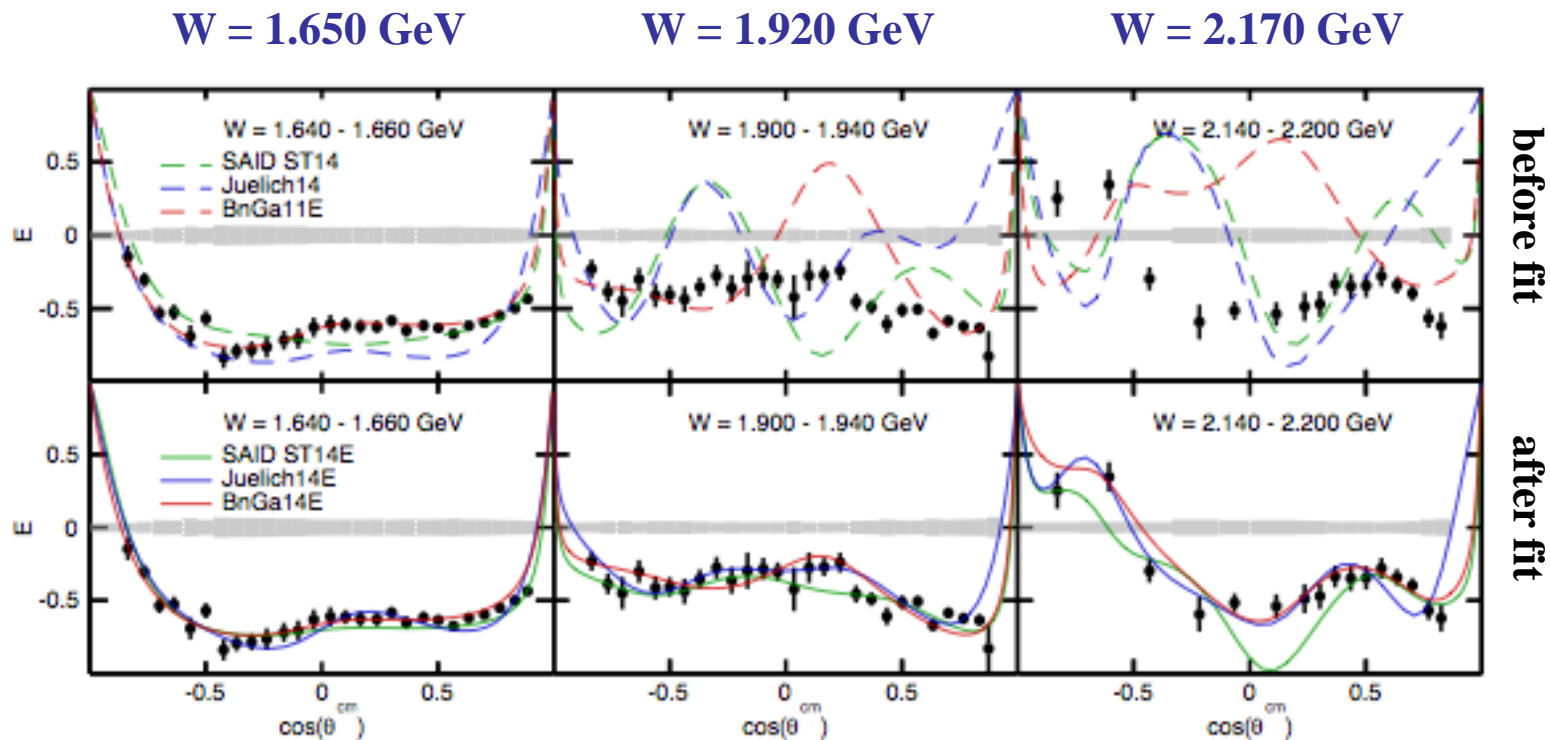 W = 1.650 GeV W = 1.920 GeV W = 2.170 GeV
W = 1.640 - 1.660 GeV W = 1.900 - 1.940 GeV W = 2.140 - 2.200 GeV
SAID ST14
Juelich14
BnGa11E
0.5
0
-0.5
E
before fit
W = 1.640 - 1.660 GeV W = 1.900 - 1.940 GeV W = 2.140 - 2.200 GeV
SAID ST14E
Juelich14E
BnGa14E
0.5
0
-0.5
E
after fit
-0.5 0 0.5 -0.5 0 0.5 -0.5 0 0.5
cos(θ cm) cos(θ cm) cos(θ cm)